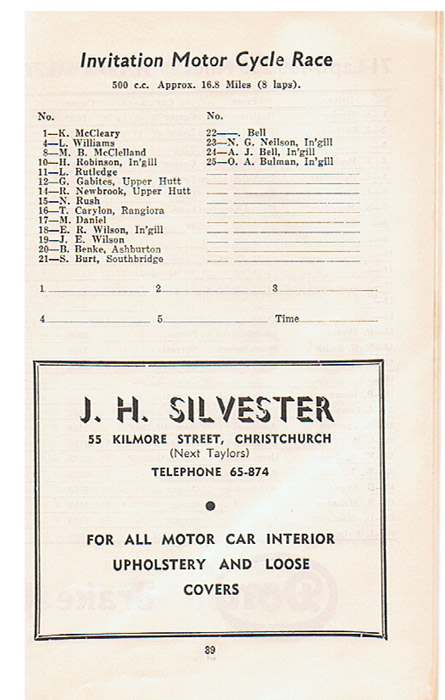 Invitation Motor Cycle Race
500 c.c. Approx. 16.8 Miles (8 laps).
No.
1—K. McCleary
4—L. Williams
8—M. B. McClelland
10—H. Robinson, In'gill
11—L. Rutledge
12—G. Gabites, Upper Hutt
14—R. Newbrook, Upper Hutt
15—N. Rush
16—T. Carylon, Rangiora
17—M. Daniel
18—E. R. Wilson, In'gill
19—J. E. Wilson
20—B. Benke, Ashburton
21—S. Burt, Southbridge
No.
22——. Bell
23—N. G. Neilson, In'gill
24—A. J. Bell, In'gill
25—O. A. Bulman, In'gill
1 2 3
4 5 Time
J. H. SILVESTER
55 KILMORE STREET, CHRISTCHURCH
(Next Taylors)
TELEPHONE 65-874
FOR ALL MOTOR CAR INTERIOR
UPHOLSTERY AND LOOSE
COVERS
39